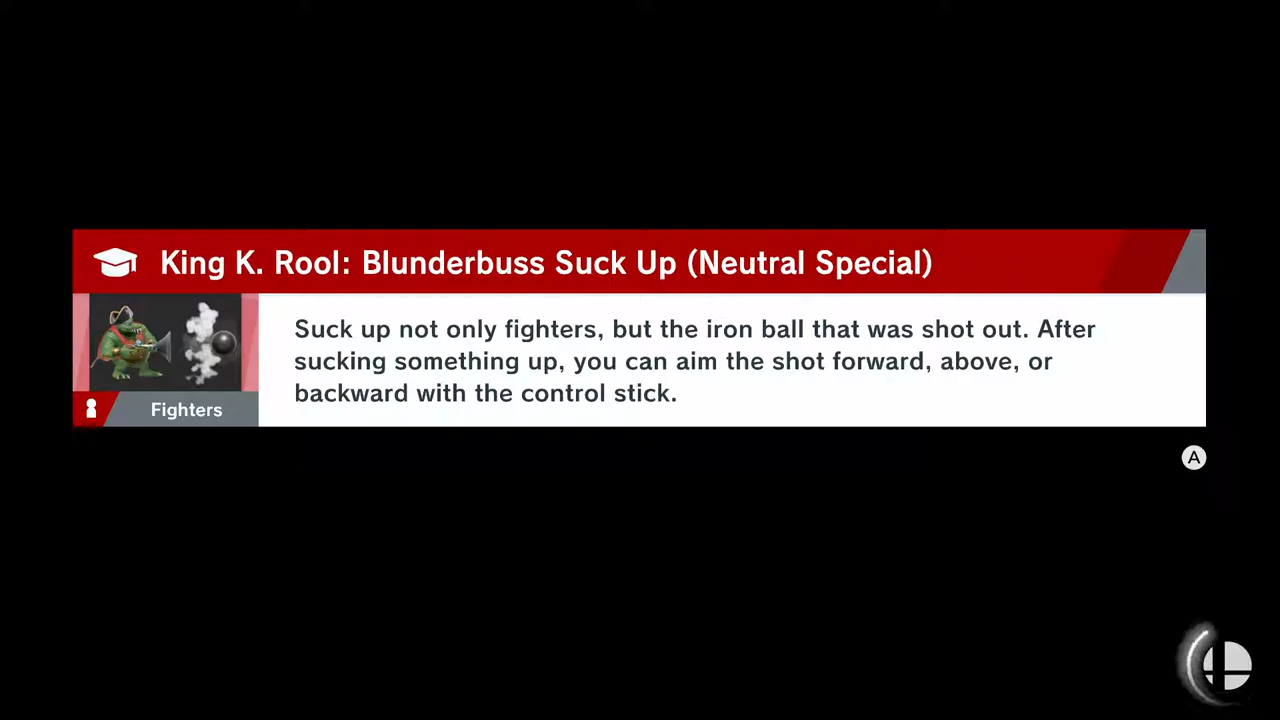 King K. Rool: Blunderbuss Suck Up (Neutral Special)
Suck up not only fighters, but the iron ball that was shot out. After
sucking something up, you can aim the shot forward, above, or
backward with the control stick.
Fighters
A